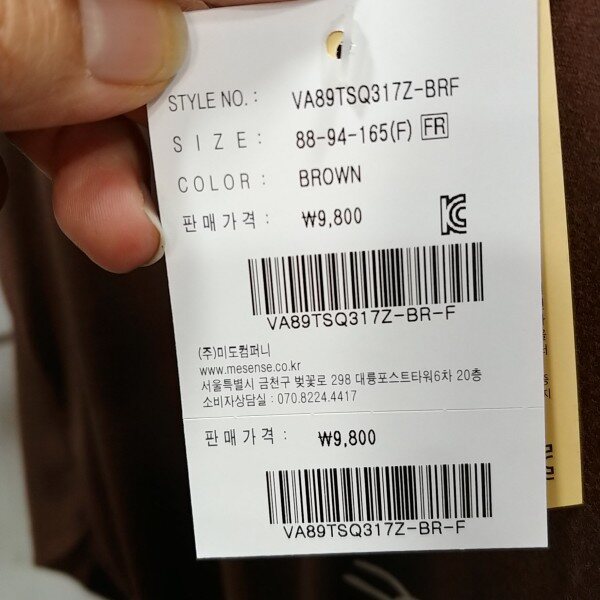 STYLE NO. : VA89TSQ317Z-BRF
SIZE : 88-94-165(F) FR
COLOR : BROWN
판매가격 : ₩9,800
KC
VA89TSQ317Z-BR-F
(주)미도컴퍼니
www.mesense.co.kr
서울특별시 금천구 벚꽃로 298 대륭포스트타워6차 20층
소비자상담실 : 070.8224.4417
판매가격 : ₩9,800
VA89TSQ317Z-BR-F